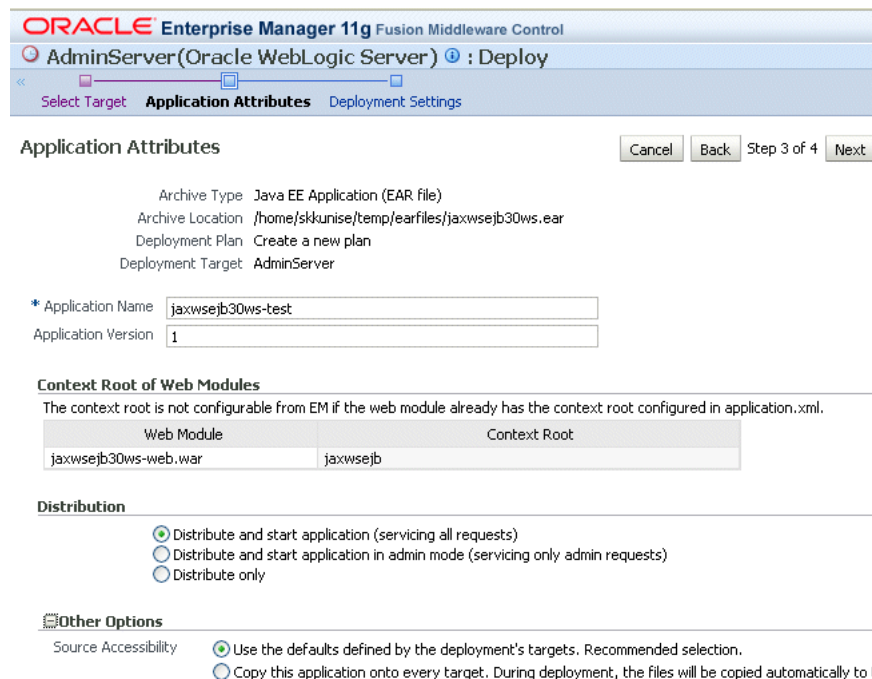 ORACLE Enterprise Manager 11g Fusion Middleware Control
AdminServer(Oracle WebLogic Server) : Deploy
Select Target Application Attributes Deployment Settings
Application Attributes Cancel Back Step 3 of 4 Next
Archive Type Java EE Application (EAR file)
Archive Location /home/skkunise/temp/earfiles/jaxwsejb30ws.ear
Deployment Plan Create a new plan
Deployment Target AdminServer
* Application Name jaxwsejb30ws-test
Application Version 1
Context Root of Web Modules
The context root is not configurable from EM if the web module already has the context root configured in application.xml.
Web Module Context Root
jaxwsejb30ws-web.war jaxwsejb
Distribution
Distribute and start application (servicing all requests)
Distribute and start application in admin mode (servicing only admin requests)
Distribute only
Other Options
Source Accessibility Use the defaults defined by the deployment's targets. Recommended selection.
Copy this application onto every target. During deployment, the files will be copied automatically to